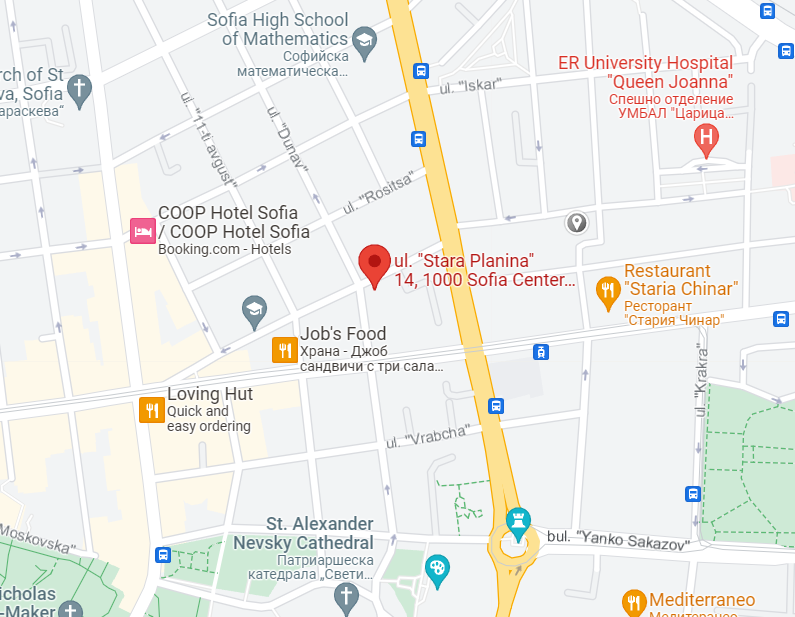 Sofia High School
of Mathematics
Софийска
математическа...
ER University Hospital
"Queen Joanna"
Спешно отделение
УМБАЛ "Царица...
H
rch of St
va, Sofia
араскева“
ul. "Iskar"
ul. "11-ti avgust"
ul. "Dunav"
ul. "Rositsa"
COOP Hotel Sofia
/ COOP Hotel Sofia
Booking.com - Hotels
ul. "Stara Planina"
14, 1000 Sofia Center...
Restaurant
"Staria Chinar"
Ресторант
"Стария Чинар"
Job's Food
Храна - Джоб
сандвичи с три сала...
Loving Hut
Quick and
easy ordering
ul. "Krakra"
ul. "Vrabcha"
Moskovska"
St. Alexander
Nevsky Cathedral
Патриаршеска
катедрала „Свети...
bul. "Yanko Sakazov"
icholas
-Maker
Mediterraneo